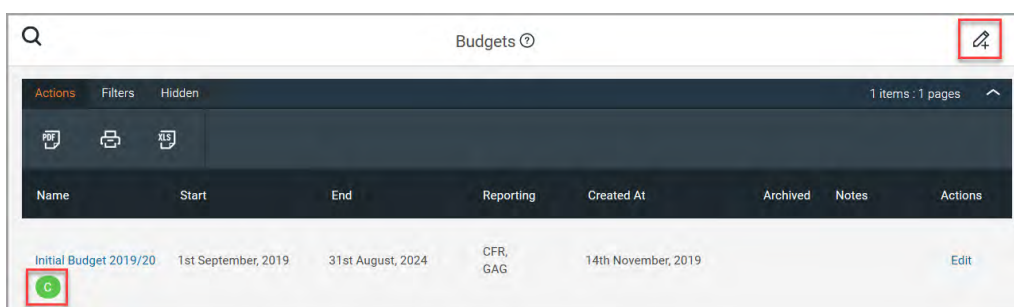 Budgets ?
Actions Filters Hidden 1 items : 1 pages
PDF XLS
Name Start End Reporting Created At Archived Notes Actions
Initial Budget 2019/20 1st September, 2019 31st August, 2024 CFR, GAG 14th November, 2019 Edit
C